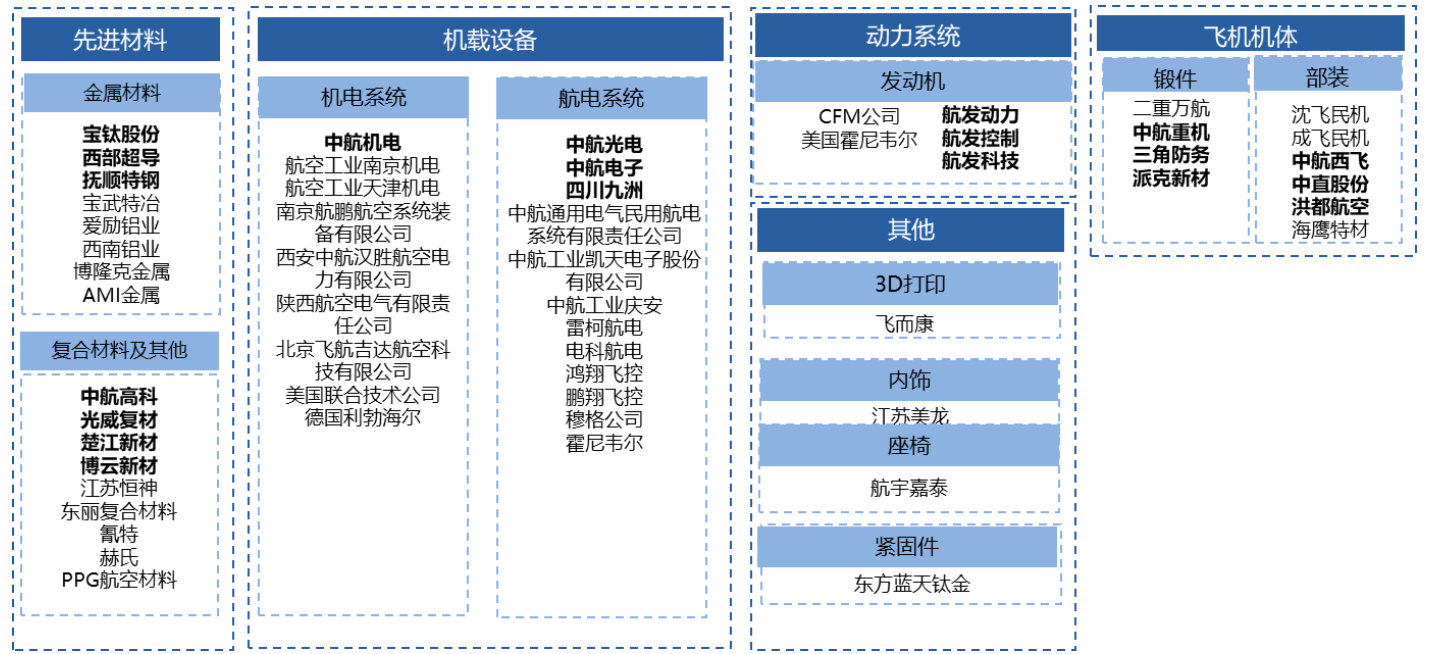 先进材料
金属材料
宝钛股份
西部超导
抚顺特钢
宝武特冶
爱励铝业
西南铝业
博隆克金属
AMI金属
复合材料及其他
中航高科
光威复材
楚江新材
博云新材
江苏恒神
东丽复合材料
氰特
赫氏
PPG航空材料
机载设备
机电系统
中航机电
航空工业南京机电
航空工业天津机电
南京航鹏航空系统装
备有限公司
西安中航汉胜航空电
力有限公司
陕西航空电气有限责
任公司
北京飞航吉达航空科
技有限公司
美国联合技术公司
德国利勃海尔
航电系统
中航光电
中航电子
四川九洲
中航通用电气民用航电
系统有限责任公司
中航工业凯天电子股份
有限公司
中航工业庆安
雷柯航电
电科航电
鸿翔飞控
鹏翔飞控
穆格公司
霍尼韦尔
动力系统
发动机
CFM公司
美国霍尼韦尔
航发动力
航发控制
航发科技
其他
3D打印
飞而康
内饰
江苏美龙
座椅
航宇嘉泰
紧固件
东方蓝天钛金
飞机机体
锻件
二重万航
中航重机
三角防务
派克新材
部装
沈飞民机
成飞民机
中航西飞
中直股份
洪都航空
海鹰特材